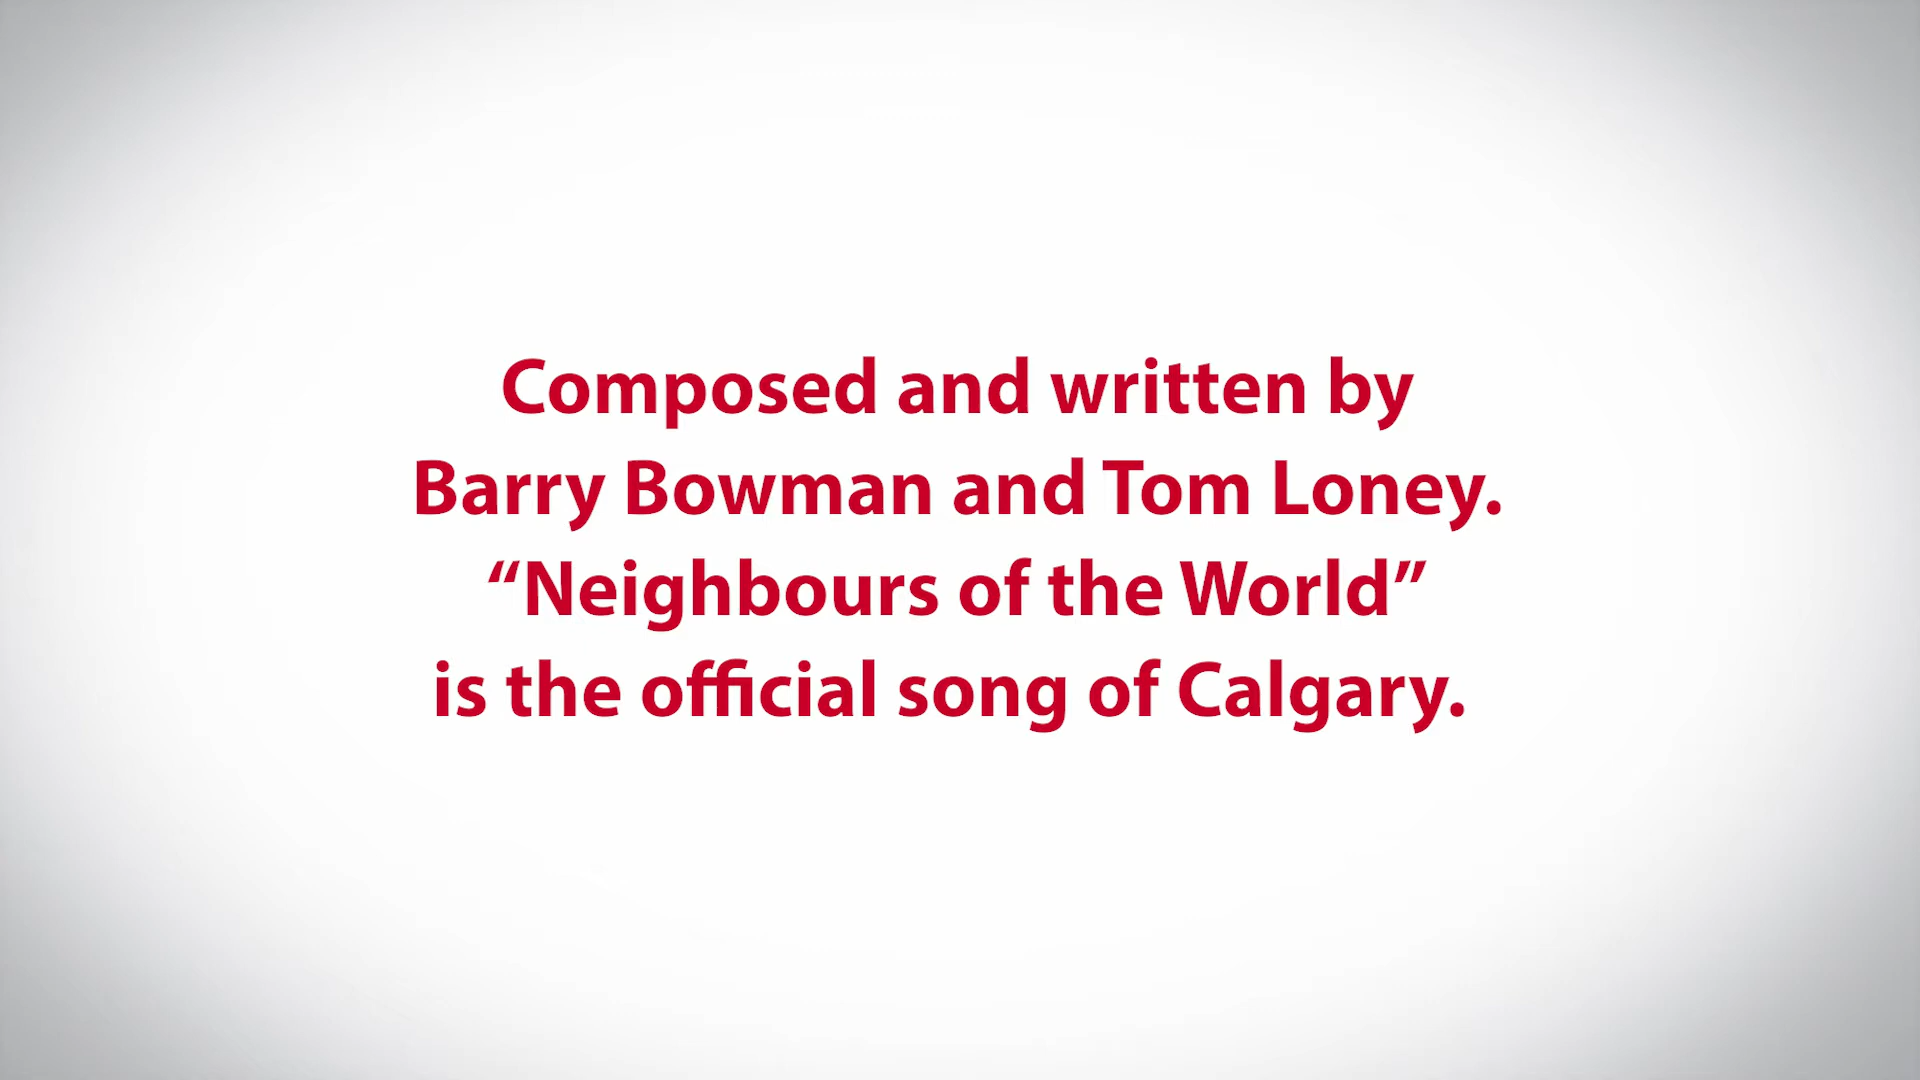 Composed and written by
Barry Bowman and Tom Loney.
“Neighbours of the World”
is the official song of Calgary.